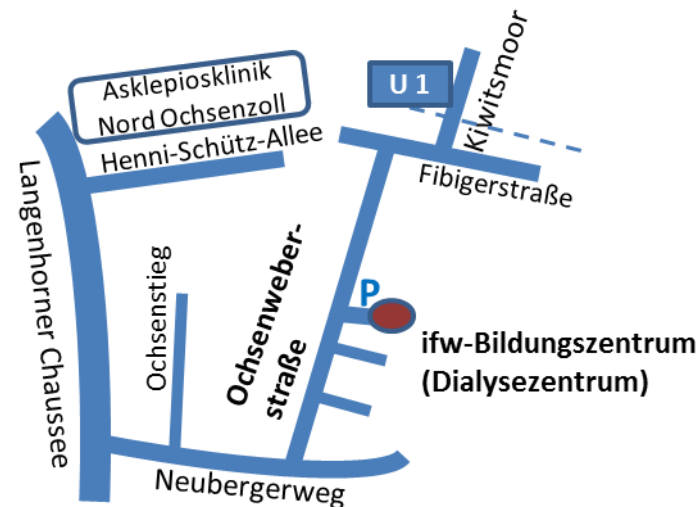 Asklepiosklinik
Nord Ochsenzoll
Henni-Schütz-Allee
U 1
Kiwitsmoor
Fibigerstraße
Langenhorner Chaussee
Ochsenstieg
Ochsenweber-
straße
P
ifw-Bildungszentrum
(Dialysezentrum)
Neubergerweg